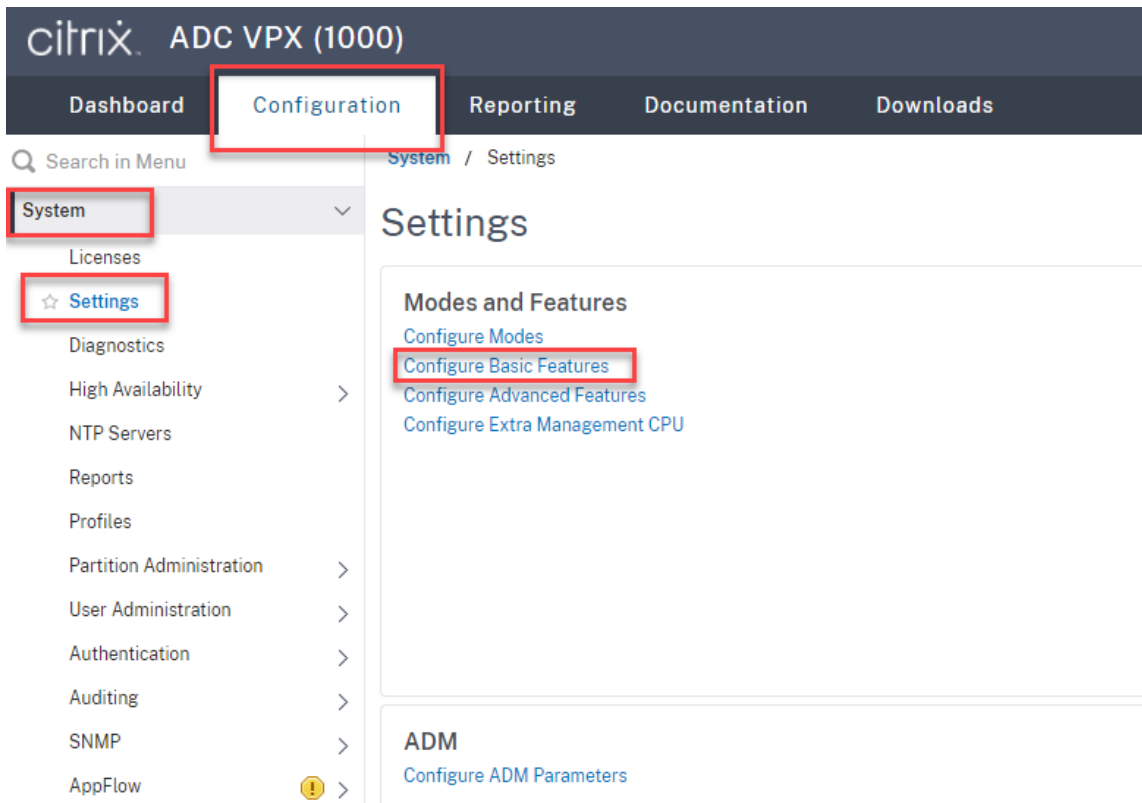 citrix. ADC VPX (1000)
Dashboard Configuration Reporting Documentation Downloads
Search in Menu
System / Settings
System
Settings
Licenses
Settings
Diagnostics
High Availability
NTP Servers
Reports
Profiles
Partition Administration
User Administration
Authentication
Auditing
SNMP
AppFlow
Modes and Features
Configure Modes
Configure Basic Features
Configure Advanced Features
Configure Extra Management CPU
ADM
Configure ADM Parameters